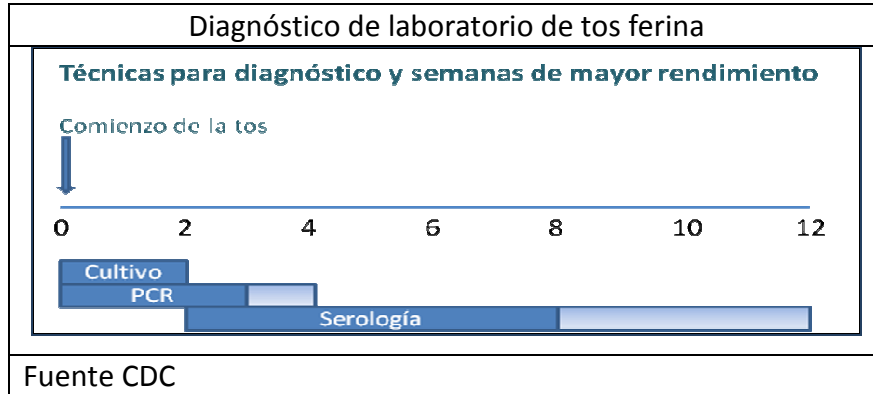 Diagnóstico de laboratorio de tos ferina
Técnicas para diagnóstico y semanas de mayor rendimiento
Comienzo de la tos
0 2 4 6 8 10 12
Cultivo
PCR
Serología
Fuente CDC